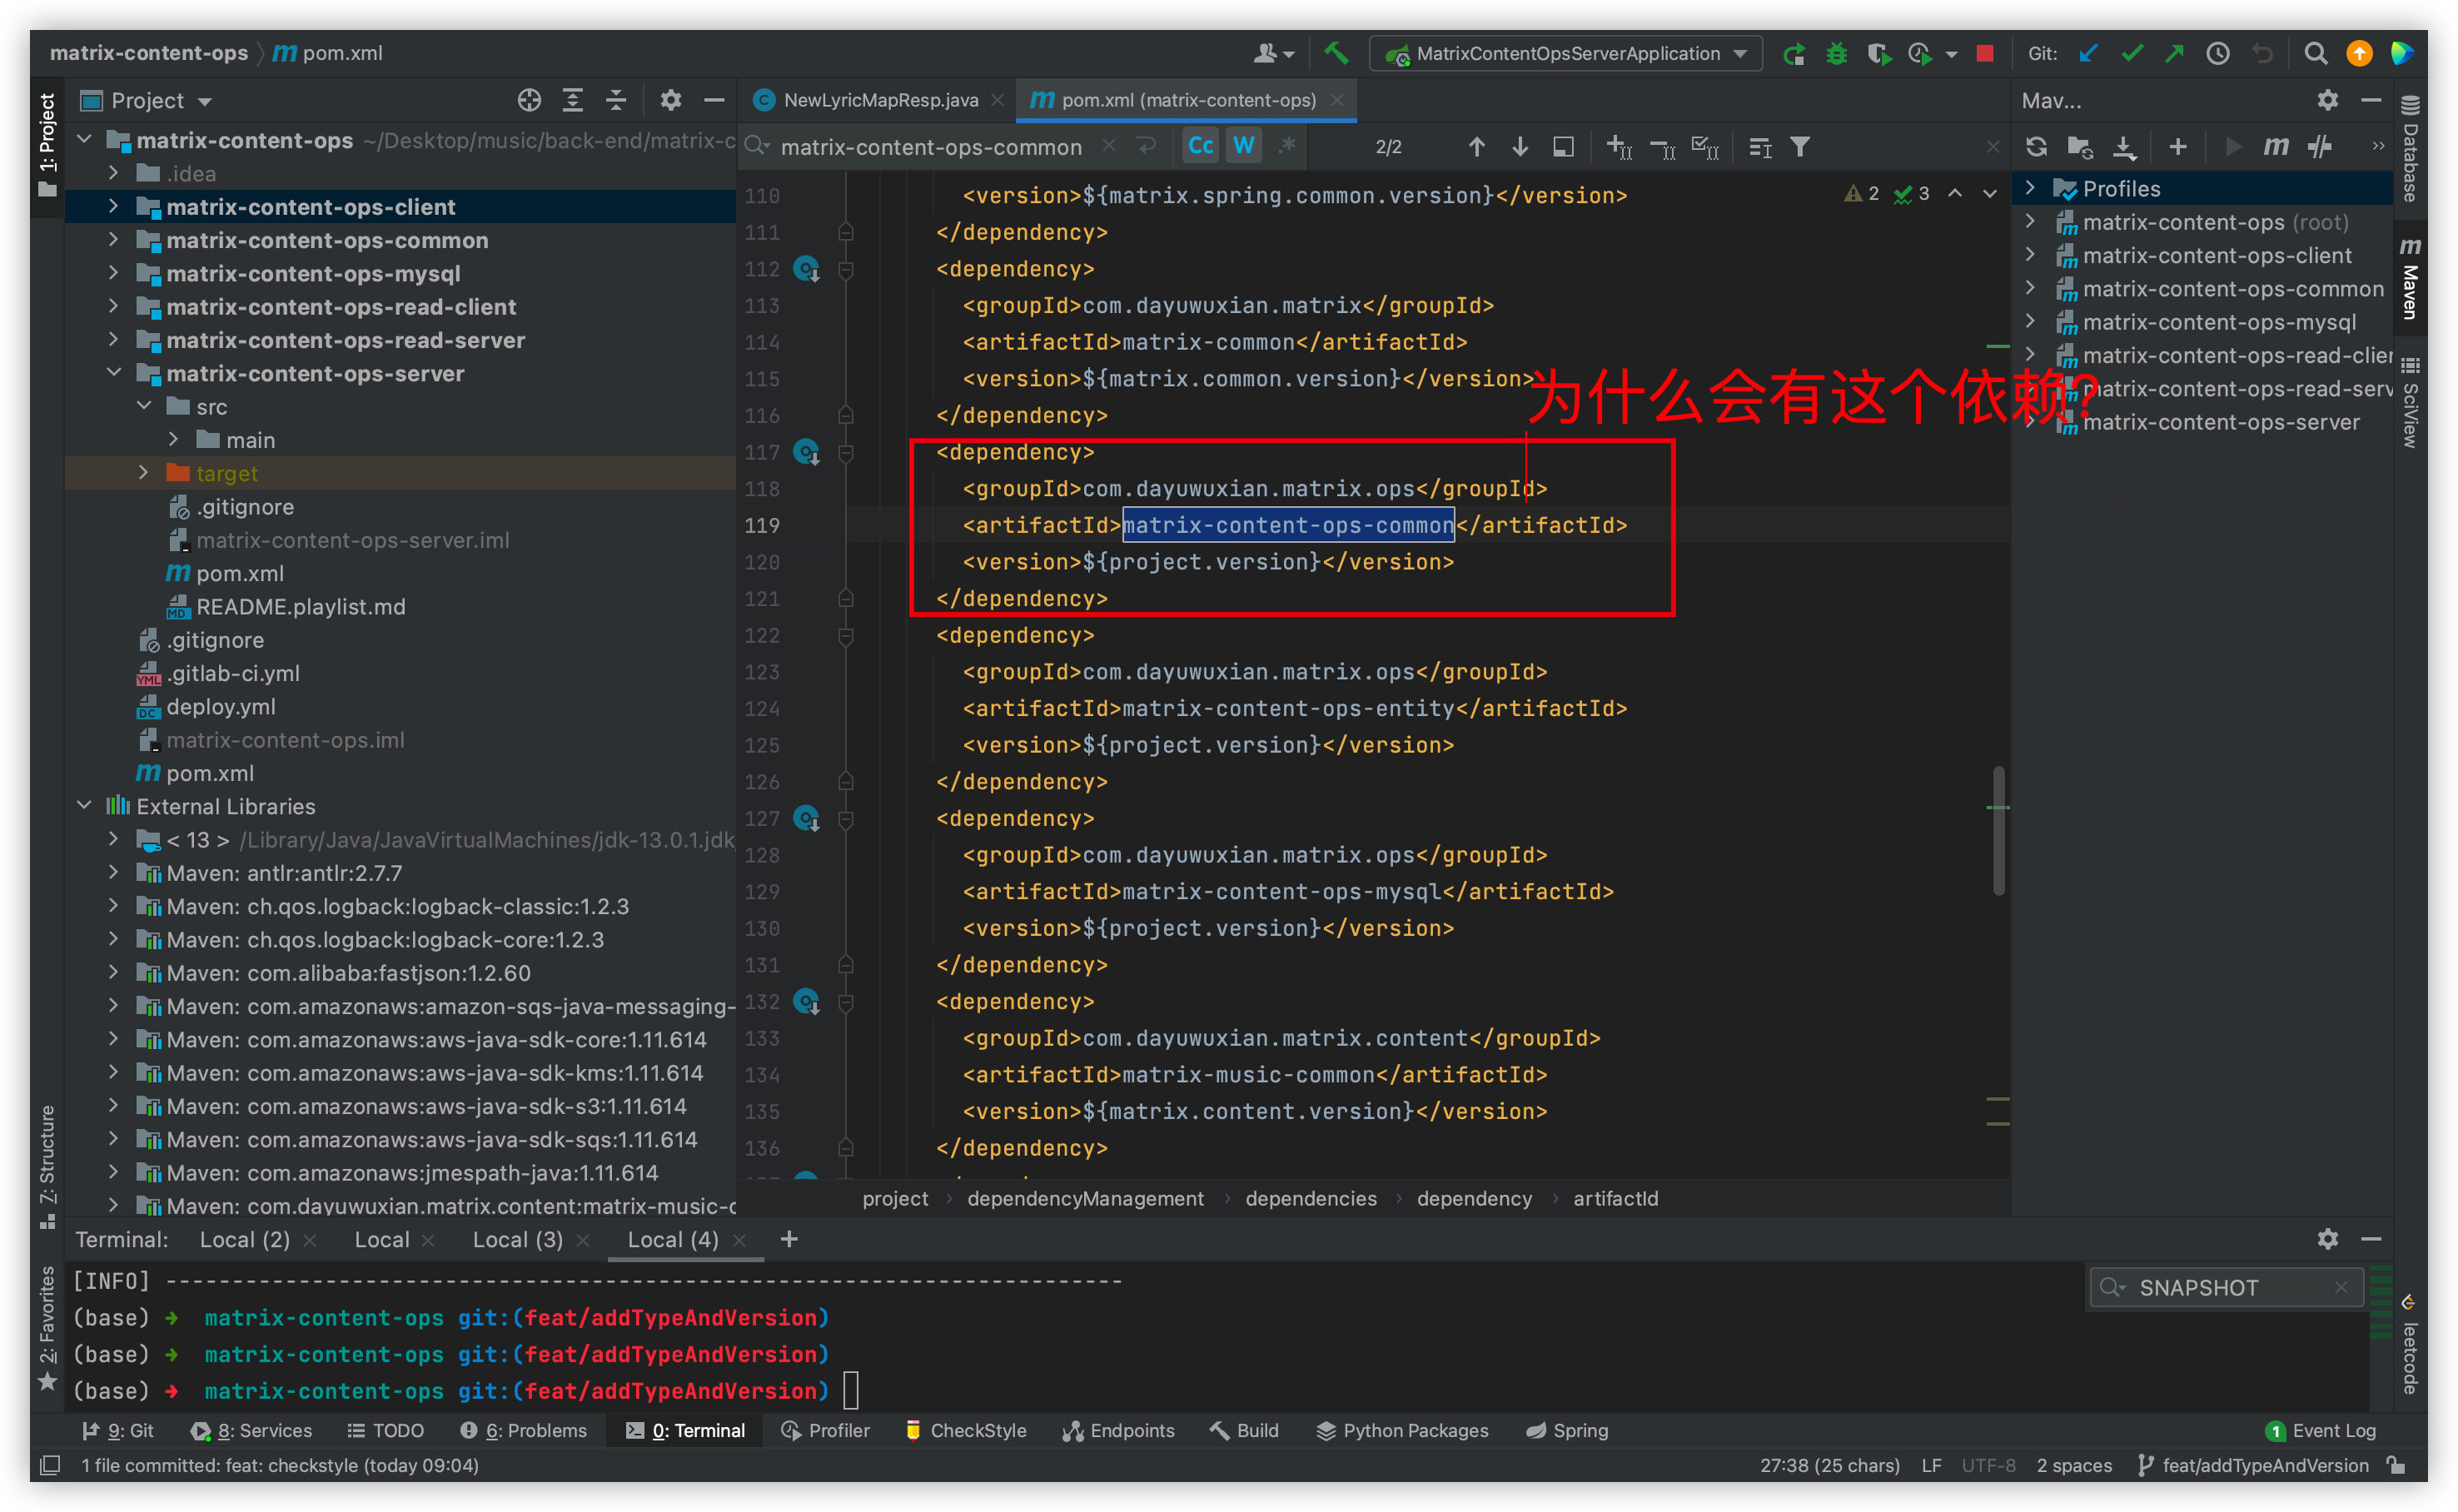 matrix-content-ops
pom.xml
MatrixContentOpsServerApplication
Git:
1: Project
Project
NewLyricMapResp.java
pom.xml (matrix-content-ops)
Mav...
matrix-content-ops ~/Desktop/music/back-end/matrix-c
.idea
matrix-content-ops-client
matrix-content-ops-common
matrix-content-ops-mysql
matrix-content-ops-read-client
matrix-content-ops-read-server
matrix-content-ops-server
src
main
target
.gitignore
matrix-content-ops-server.iml
pom.xml
README.playlist.md
.gitignore
.gitlab-ci.yml
deploy.yml
matrix-content-ops.iml
pom.xml
External Libraries
< 13 > /Library/Java/JavaVirtualMachines/jdk-13.0.1.jdk
Maven: antlr:antlr:2.7.7
Maven: ch.qos.logback:logback-classic:1.2.3
Maven: ch.qos.logback:logback-core:1.2.3
Maven: com.alibaba:fastjson:1.2.60
Maven: com.amazonaws:amazon-sqs-java-messaging-
Maven: com.amazonaws:aws-java-sdk-core:1.11.614
Maven: com.amazonaws:aws-java-sdk-kms:1.11.614
Maven: com.amazonaws:aws-java-sdk-s3:1.11.614
Maven: com.amazonaws:aws-java-sdk-sqs:1.11.614
Maven: com.amazonaws:jmespath-java:1.11.614
Maven: com.dayuwuxian.matrix.content:matrix-music-c
matrix-content-ops-common
Cc
W
2/2
2
3
110 <version>${matrix.spring.common.version}</version>
111 </dependency>
112 <dependency>
113 <groupId>com.dayuwuxian.matrix</groupId>
114 <artifactId>matrix-common</artifactId>
115 <version>${matrix.common.version}</version>
为什么会有这个依赖？
116 </dependency>
117 <dependency>
118 <groupId>com.dayuwuxian.matrix.ops</groupId>
119 <artifactId>matrix-content-ops-common</artifactId>
120 <version>${project.version}</version>
121 </dependency>
122 <dependency>
123 <groupId>com.dayuwuxian.matrix.ops</groupId>
124 <artifactId>matrix-content-ops-entity</artifactId>
125 <version>${project.version}</version>
126 </dependency>
127 <dependency>
128 <groupId>com.dayuwuxian.matrix.ops</groupId>
129 <artifactId>matrix-content-ops-mysql</artifactId>
130 <version>${project.version}</version>
131 </dependency>
132 <dependency>
133 <groupId>com.dayuwuxian.matrix.content</groupId>
134 <artifactId>matrix-music-common</artifactId>
135 <version>${matrix.content.version}</version>
136 </dependency>
project › dependencyManagement › dependencies › dependency › artifactId
Profiles
matrix-content-ops (root)
matrix-content-ops-client
matrix-content-ops-common
matrix-content-ops-mysql
matrix-content-ops-read-clier
matrix-content-ops-read-serv
matrix-content-ops-server
Database
Maven
SciView
leetcode
7: Structure
2: Favorites
Terminal:
Local (2)
Local
Local (3)
Local (4)
[INFO] ------------------------------------------------------------------------
(base) ➜ matrix-content-ops git:(feat/addTypeAndVersion)
(base) ➜ matrix-content-ops git:(feat/addTypeAndVersion)
(base) ➜ matrix-content-ops git:(feat/addTypeAndVersion)
SNAPSHOT
9: Git
8: Services
TODO
6: Problems
0: Terminal
Profiler
CheckStyle
Endpoints
Build
Python Packages
Spring
1 Event Log
1 file committed: feat: checkstyle (today 09:04)
27:38 (25 chars)
LF
UTF-8
2 spaces
feat/addTypeAndVersion